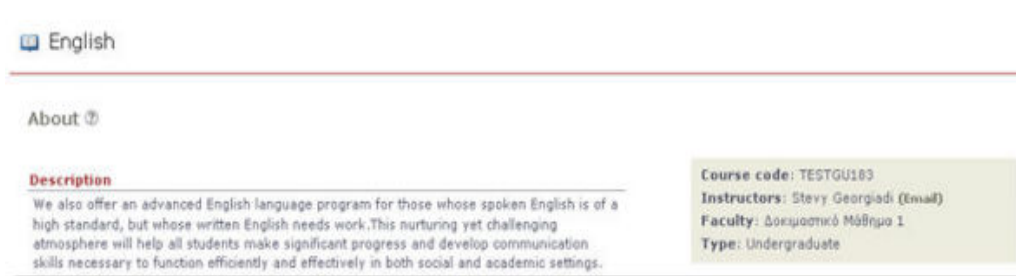 English
About
Description
We also offer an advanced English language program for those whose spoken English is of a
high standard, but whose written English needs work.This nurturing yet challenging
atmosphere will help all students make significant progress and develop communication
skills necessary to function efficiently and effectively in both social and academic settings.
Course code: TESTGU183
Instructors: Stevy Georgiadi (Email)
Faculty: Δοκιμαστικό Μάθημα 1
Type: Undergraduate